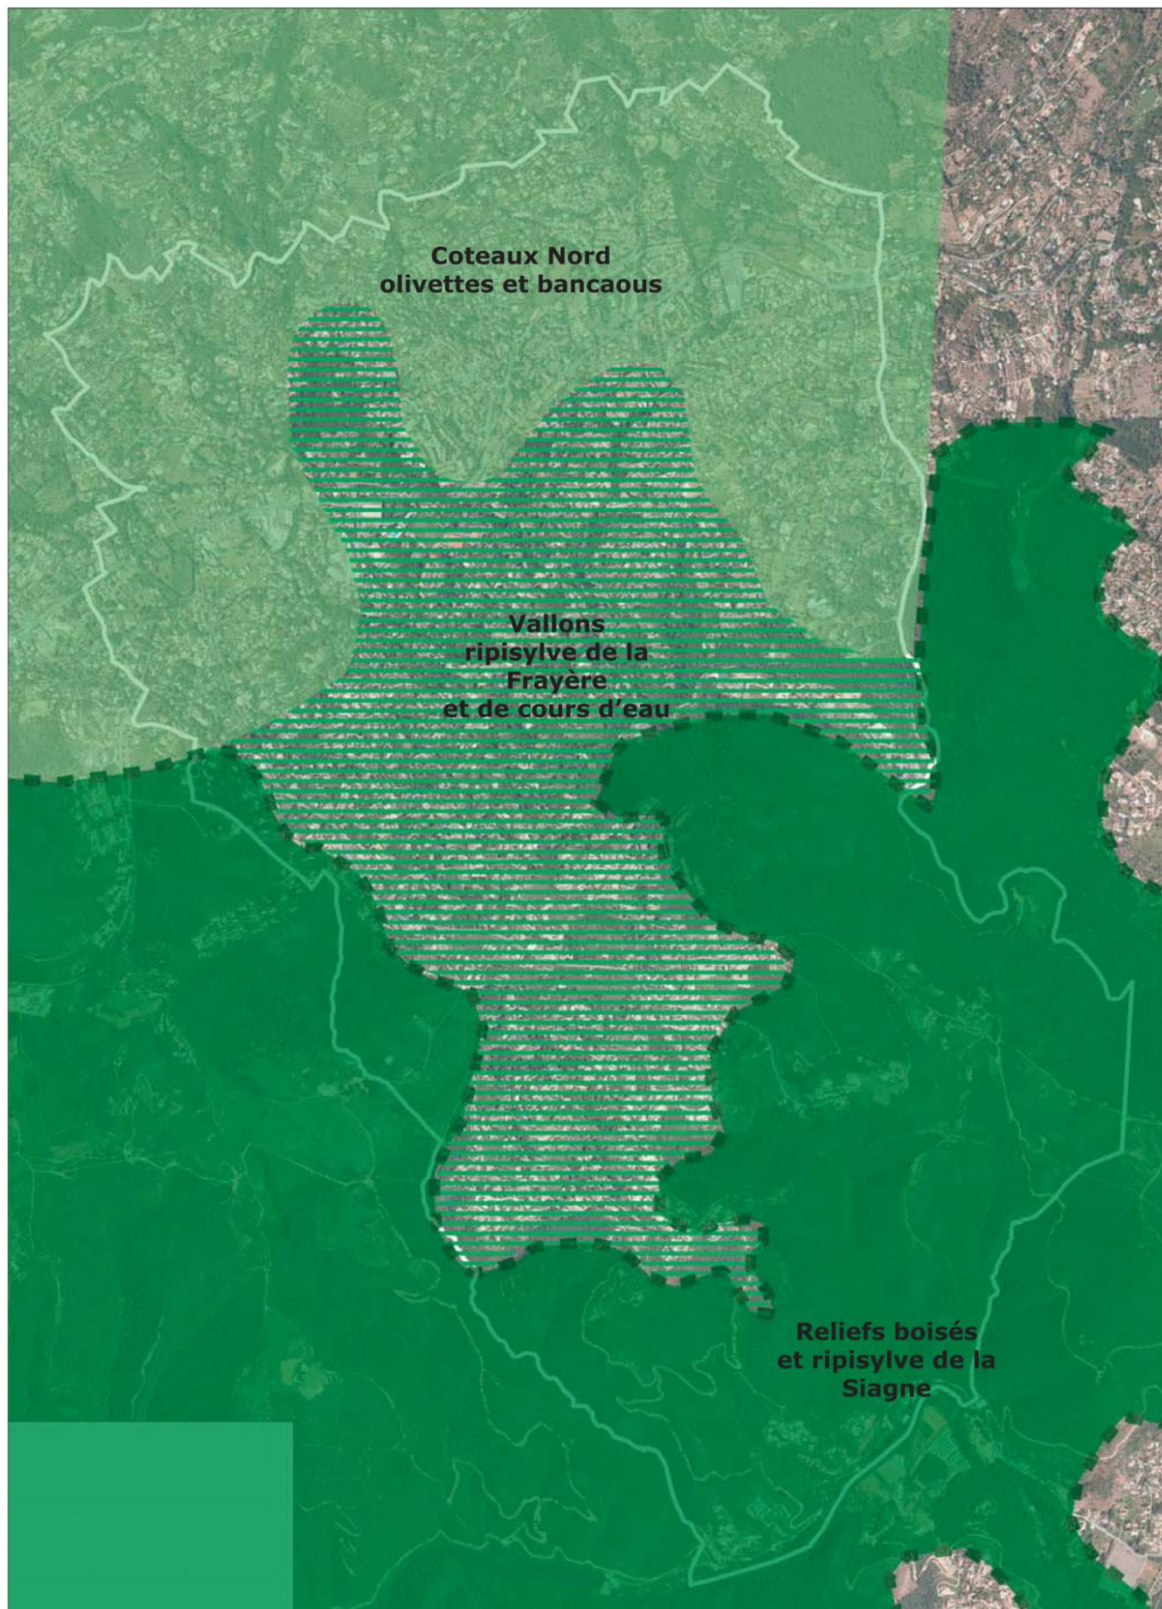 Coteaux Nord
olivettes et bancaous
Vallons
ripisylve de la
Frayère
et de cours d’eau
Reliefs boisés
et ripisylve de la
Siagne